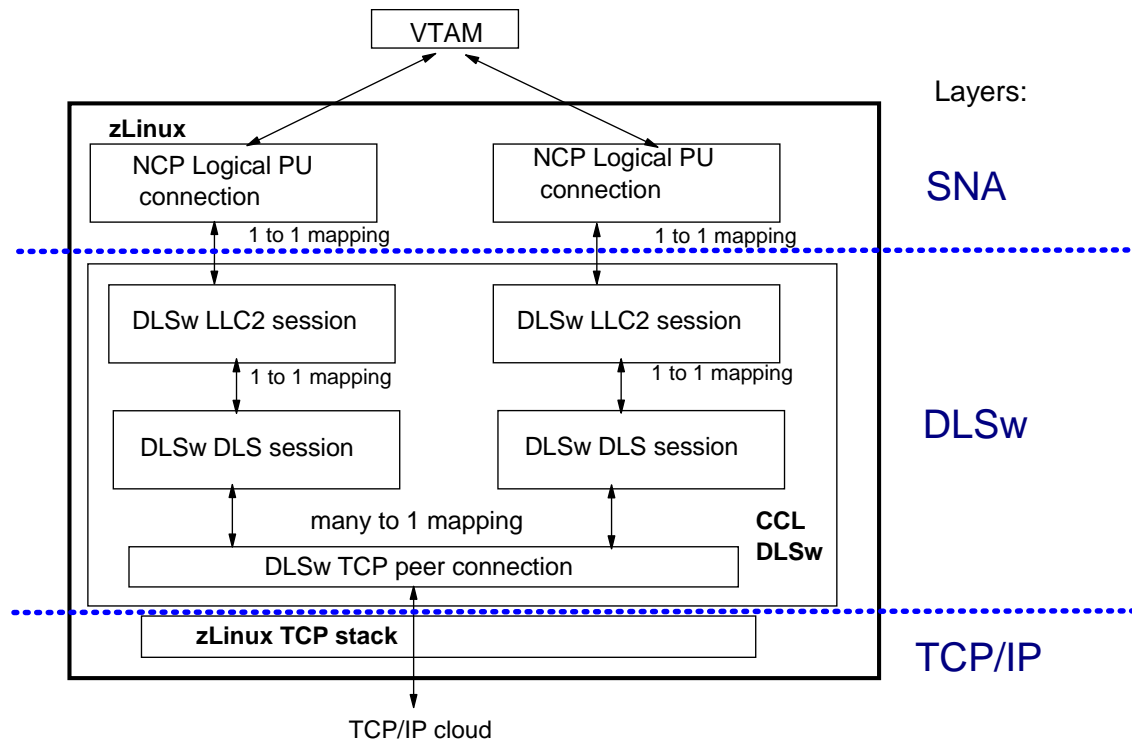 VTAM
Layers:
zLinux
NCP Logical PU
connection
NCP Logical PU
connection
SNA
1 to 1 mapping
1 to 1 mapping
DLSw LLC2 session
DLSw LLC2 session
1 to 1 mapping
1 to 1 mapping
DLSw
DLSw DLS session
DLSw DLS session
many to 1 mapping
CCL
DLSw
DLSw TCP peer connection
zLinux TCP stack
TCP/IP
TCP/IP cloud